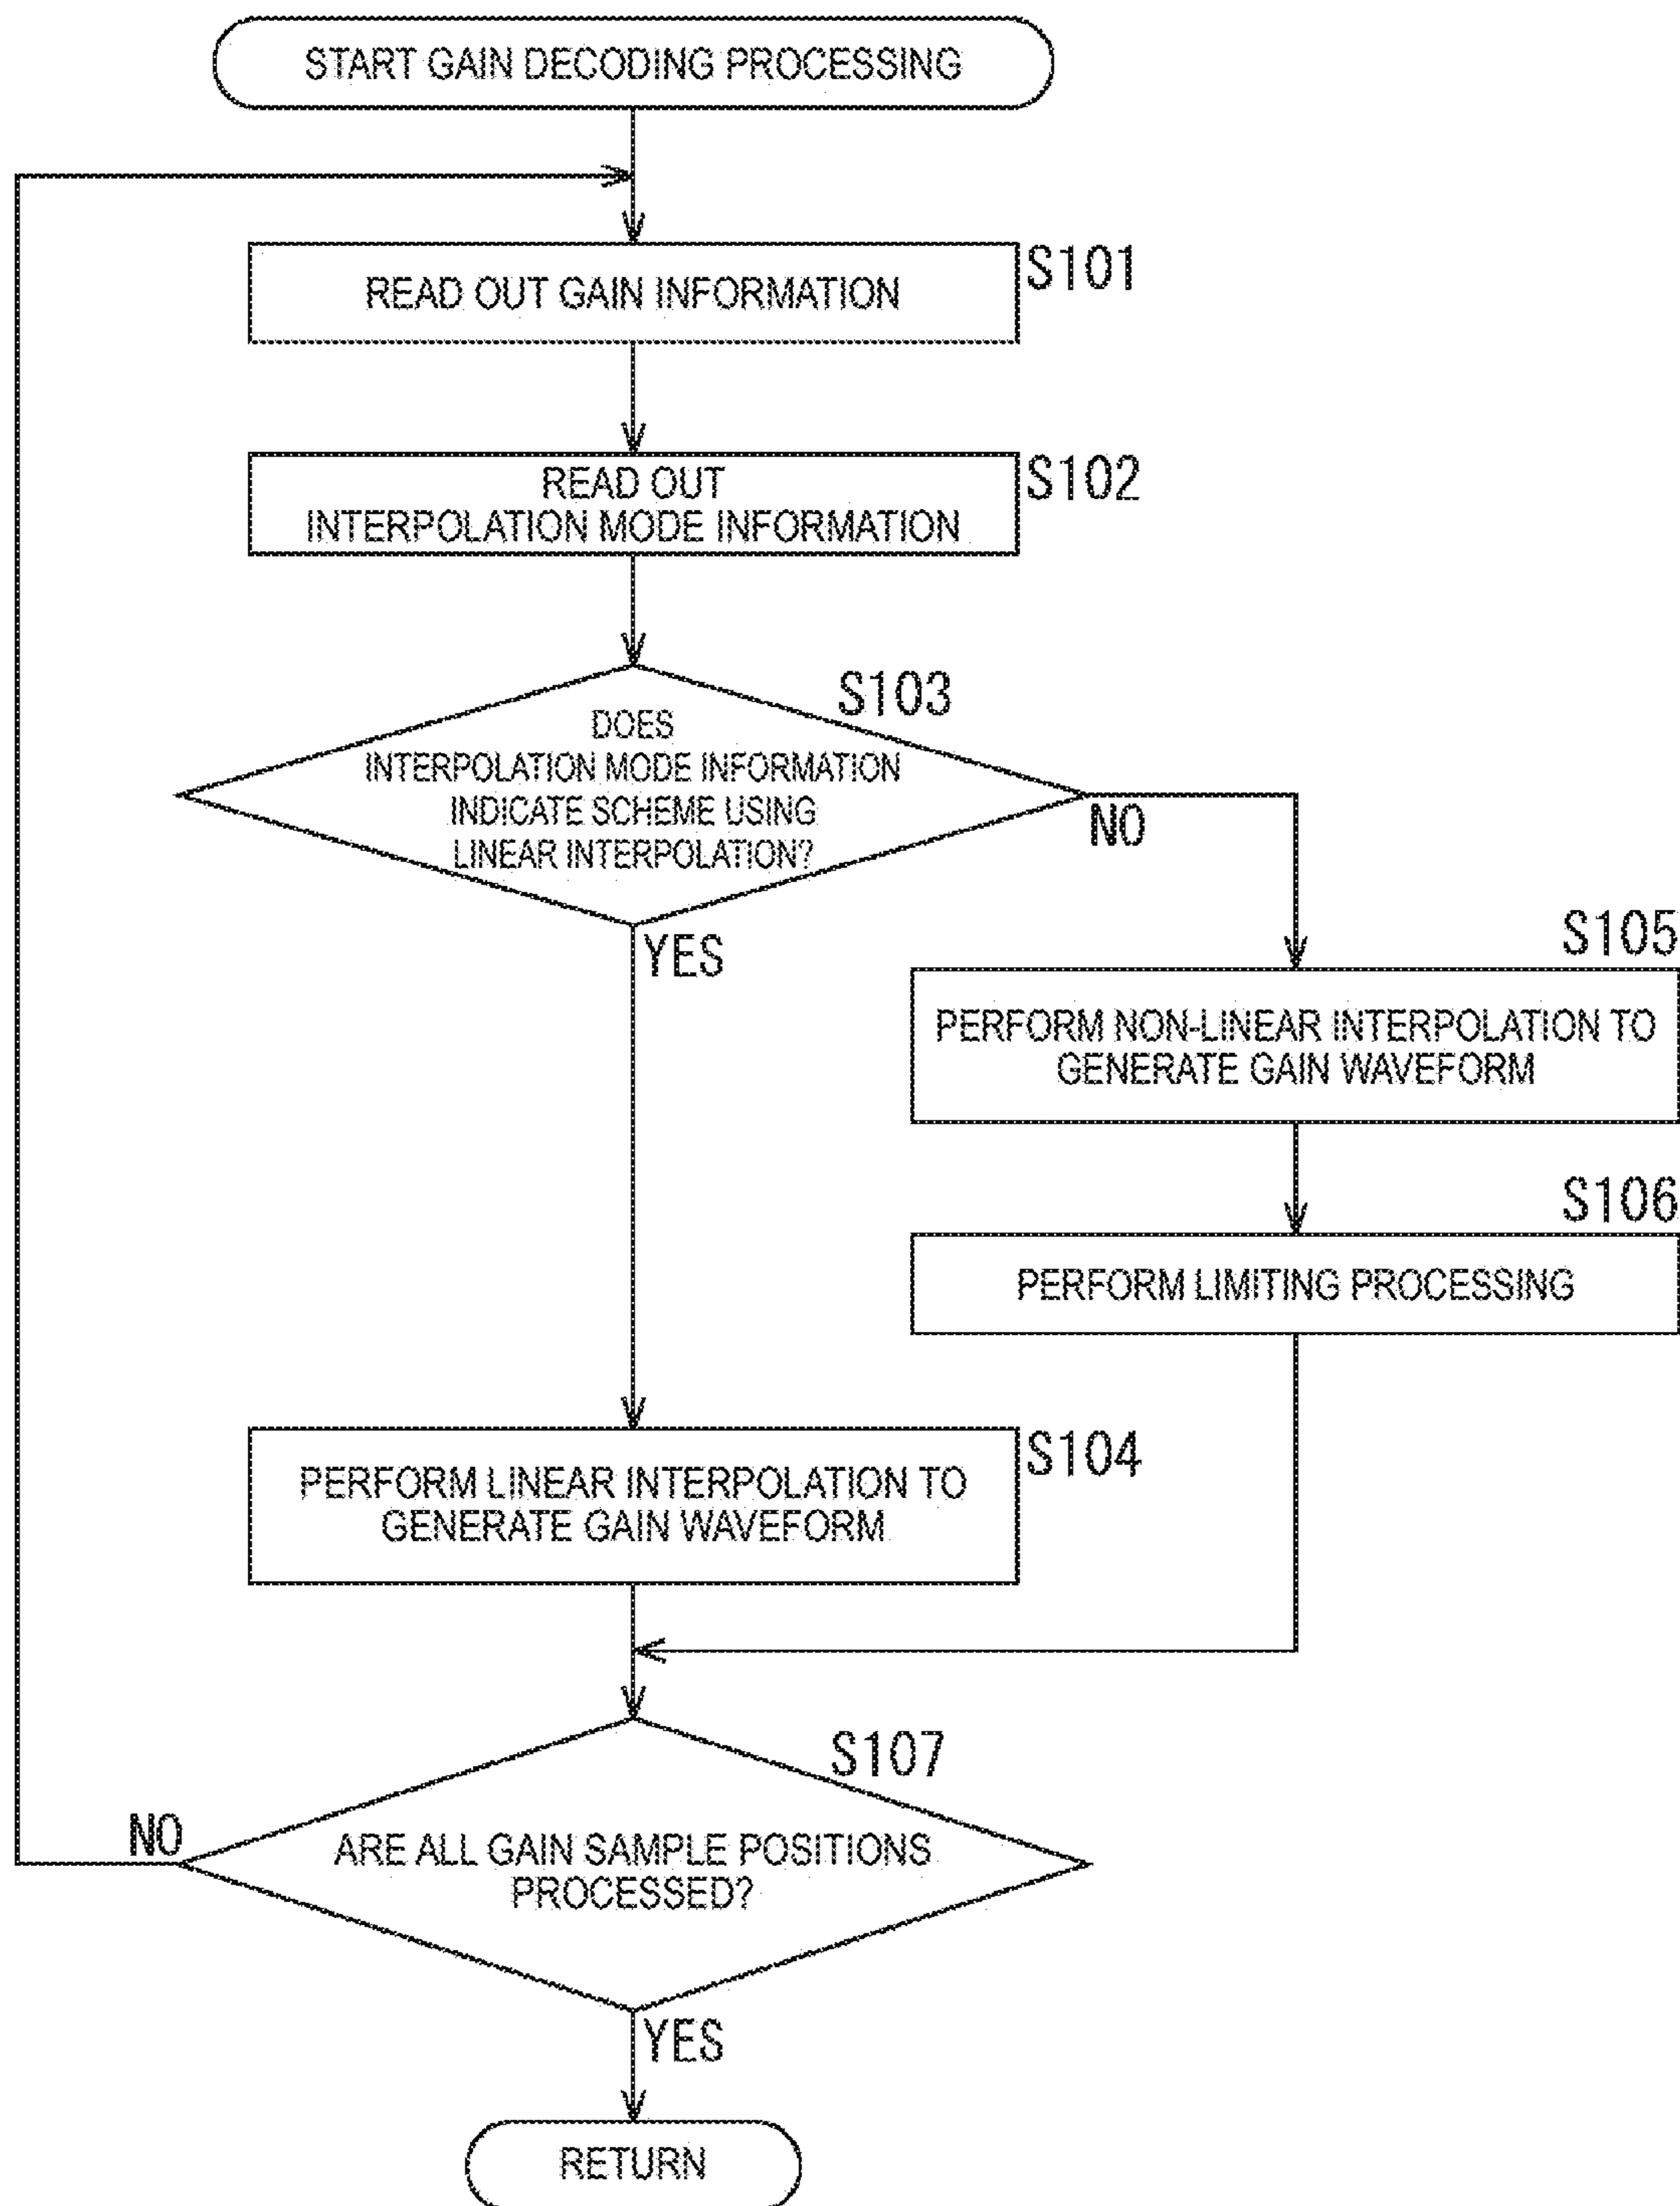 START GAIN DECODING PROCESSING
READ OUT GAIN INFORMATION
S101
READ OUT
INTERPOLATION MODE INFORMATION
S102
S103
DOES
INTERPOLATION MODE INFORMATION
INDICATE SCHEME USING
LINEAR INTERPOLATION?
NO
YES
S105
PERFORM NON-LINEAR INTERPOLATION TO
GENERATE GAIN WAVEFORM
S106
PERFORM LIMITING PROCESSING
S104
PERFORM LINEAR INTERPOLATION TO
GENERATE GAIN WAVEFORM
S107
NO
ARE ALL GAIN SAMPLE POSITIONS
PROCESSED?
YES
RETURN